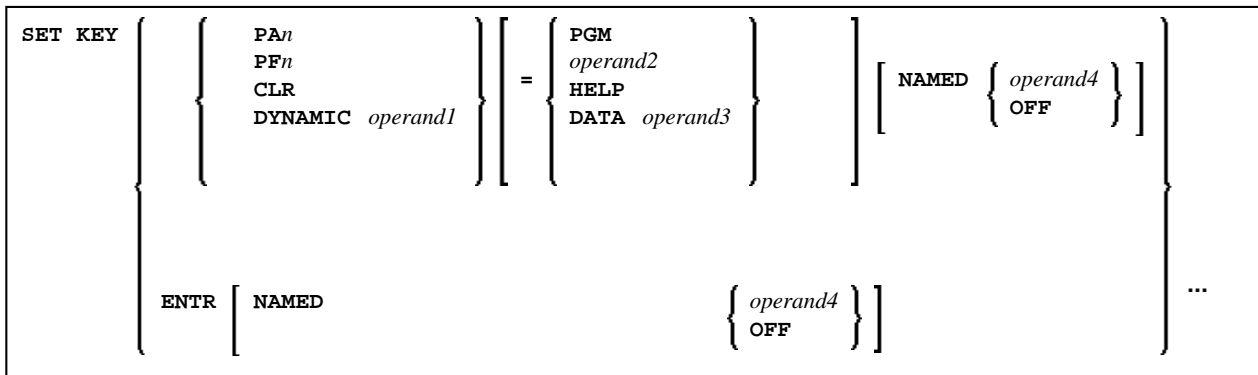 SET KEY PAn = PGM
PFn operand2 NAMED operand4
CLR HELP OFF
DYNAMIC operand1 DATA operand3
ENTR NAMED operand4 ...
OFF